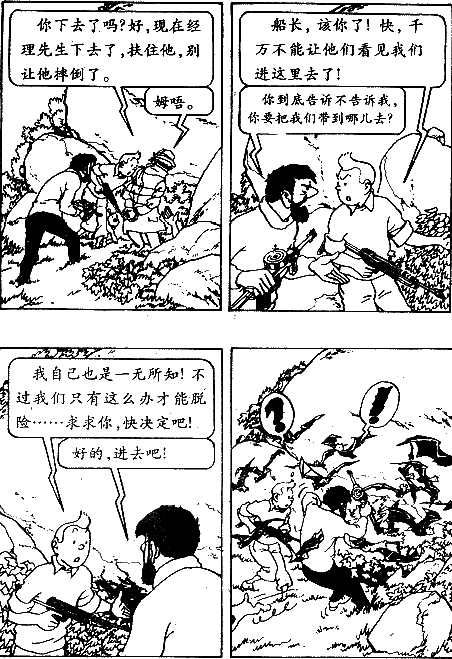 你下去了吗?好,现在经
理先生下去了,扶住他,别
让他摔倒了。
姆唔。
船长,该你了!快,千
万不能让他们看见我们
进这里去了!
你到底告诉不告诉我,
你要把我们带到哪儿去?
我自己也是一无所知!不
过我们只有这么办才能脱
险……求求你,快决定吧!
好的,进去吧!
?
!